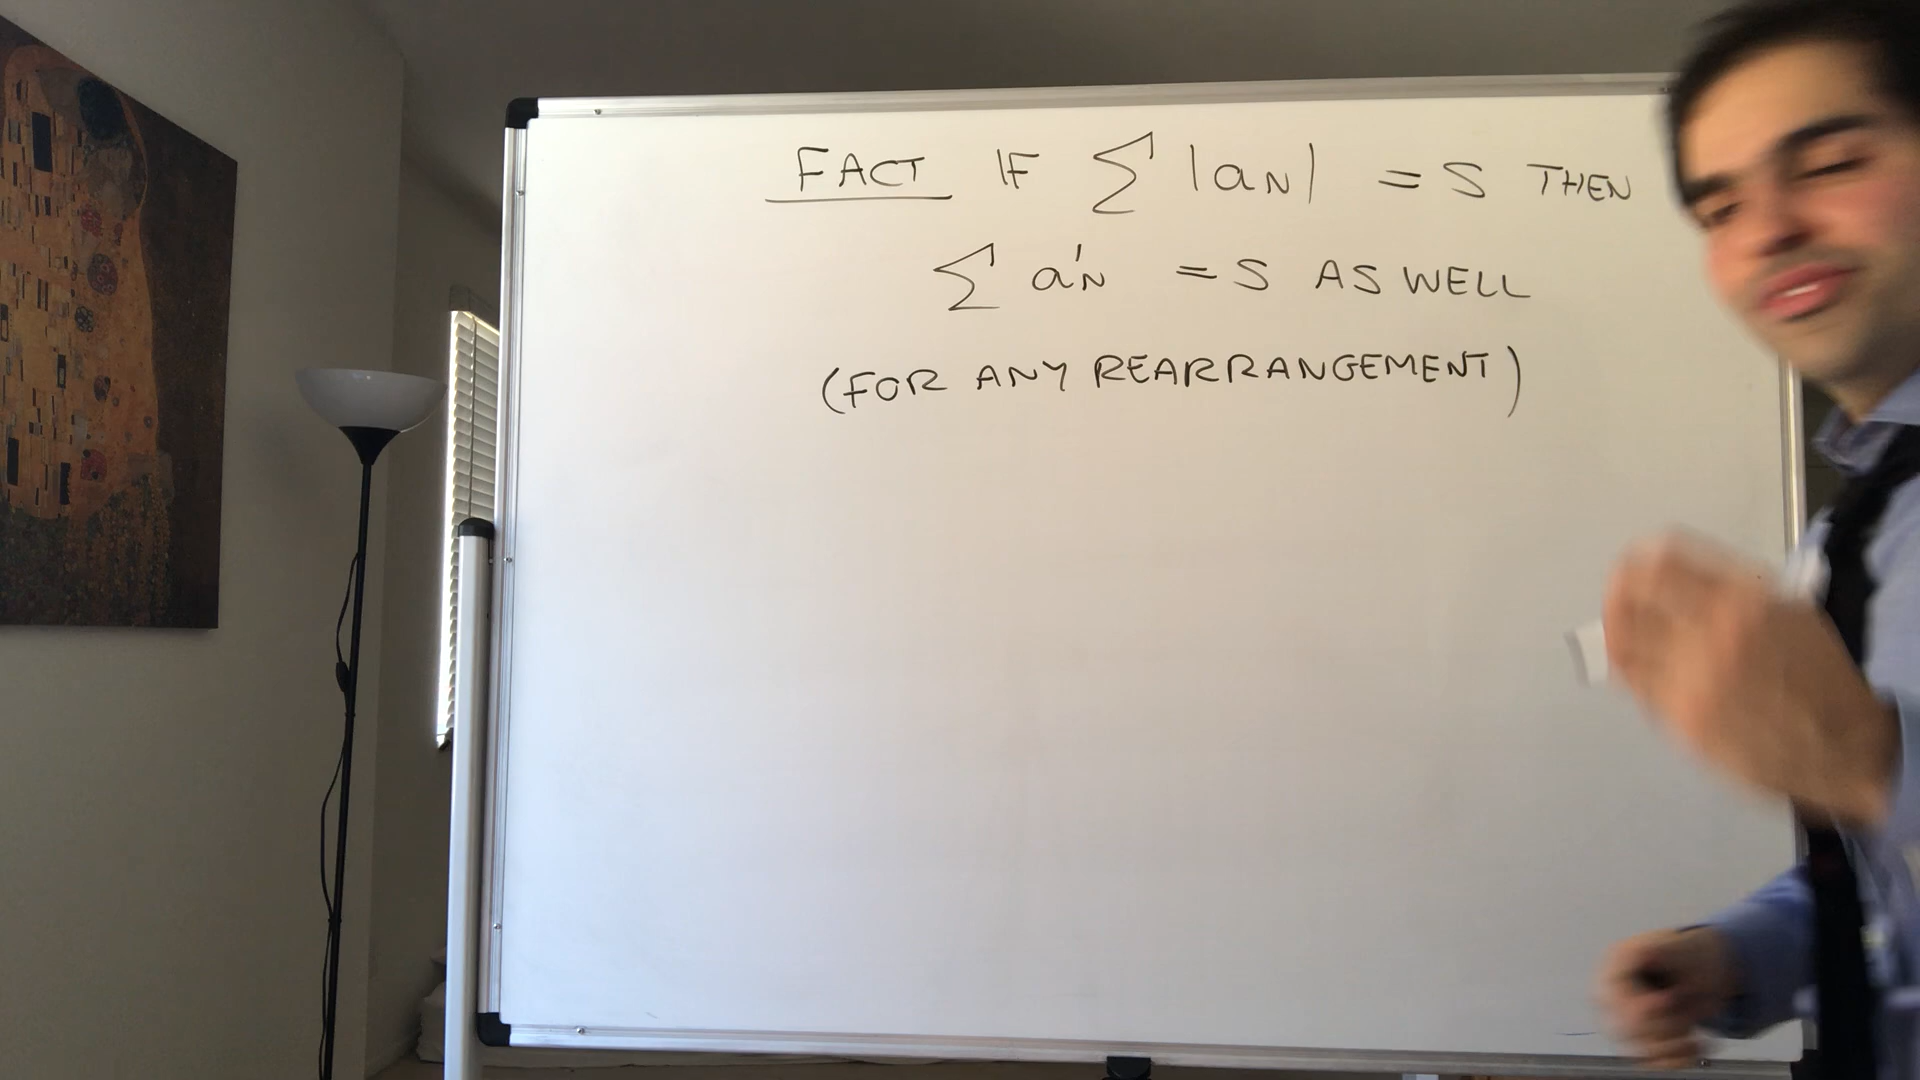 FACT IF ∑ |aN| = S THEN
∑ a'N = S AS WELL
(FOR ANY REARRANGEMENT)